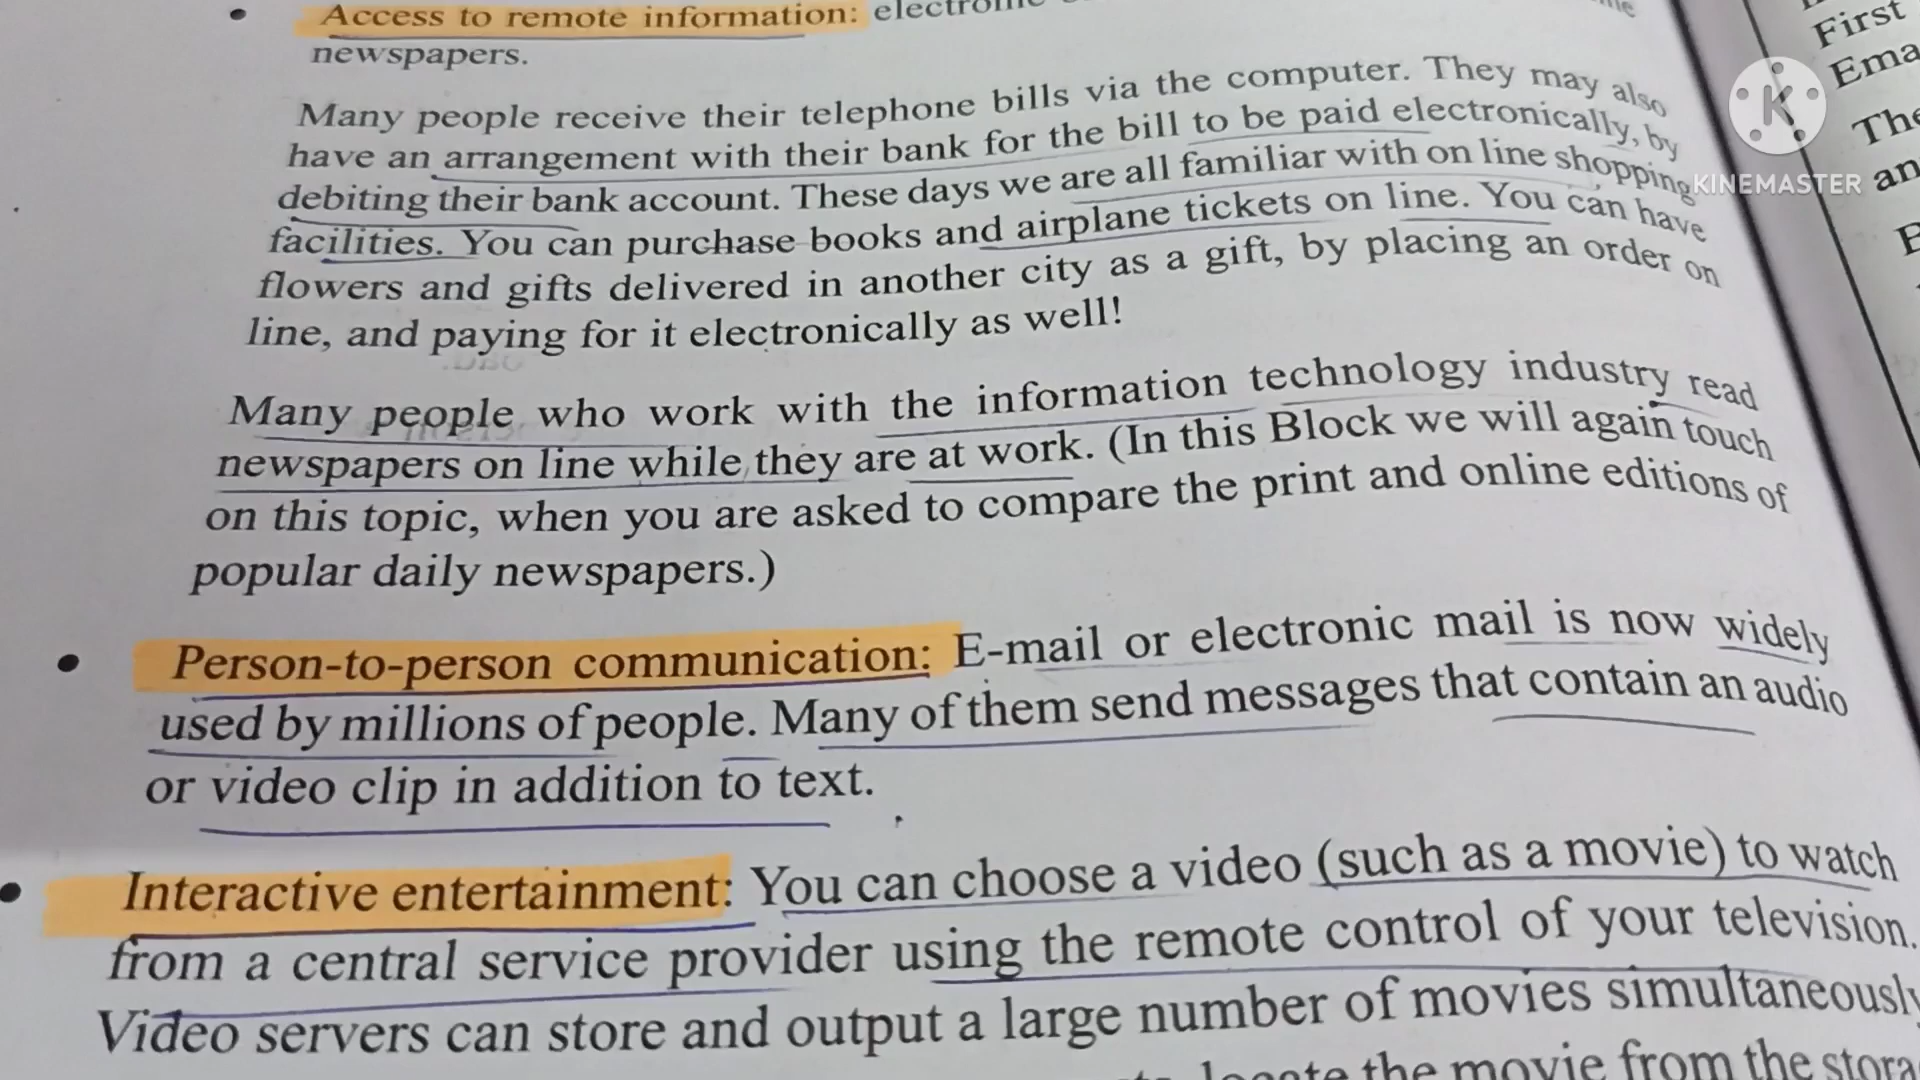 Access to remote information:
newspapers.
Many people receive their telephone bills via the computer. They may also
have an arrangement with their bank for the bill to be paid electronically, by
debiting their bank account. These days we are all familiar with on line shopping
facilities. You can purchase books and airplane tickets on line. You can have
flowers and gifts delivered in another city as a gift, by placing an order on
line, and paying for it electronically as well!
Many people who work with the information technology industry read
newspapers on line while they are at work. (In this Block we will again touch
on this topic, when you are asked to compare the print and online editions of
popular daily newspapers.)
Person-to-person communication: E-mail or electronic mail is now widely
used by millions of people. Many of them send messages that contain an audio
or video clip in addition to text.
Interactive entertainment: You can choose a video (such as a movie) to watch
from a central service provider using the remote control of your television.
Video servers can store and output a large number of movies simultaneously
the movie from the
First
KINEMASTER